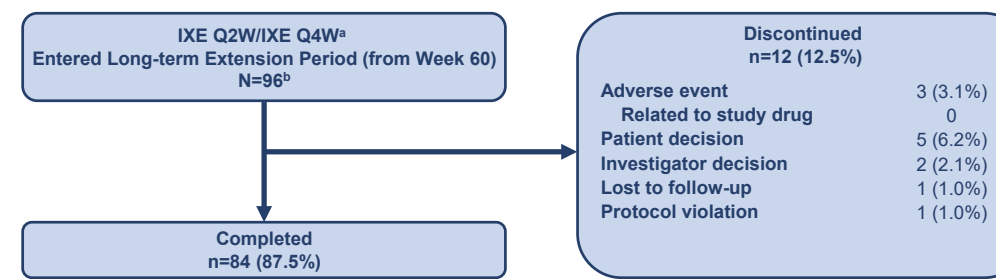 IXE Q2W/IXE Q4Wᵃ
Entered Long-term Extension Period (from Week 60)
N=96ᵇ
Discontinued
n=12 (12.5%)
Adverse event 3 (3.1%)
Related to study drug 0
Patient decision 5 (6.2%)
Investigator decision 2 (2.1%)
Lost to follow-up 1 (1.0%)
Protocol violation 1 (1.0%)
Completed
n=84 (87.5%)